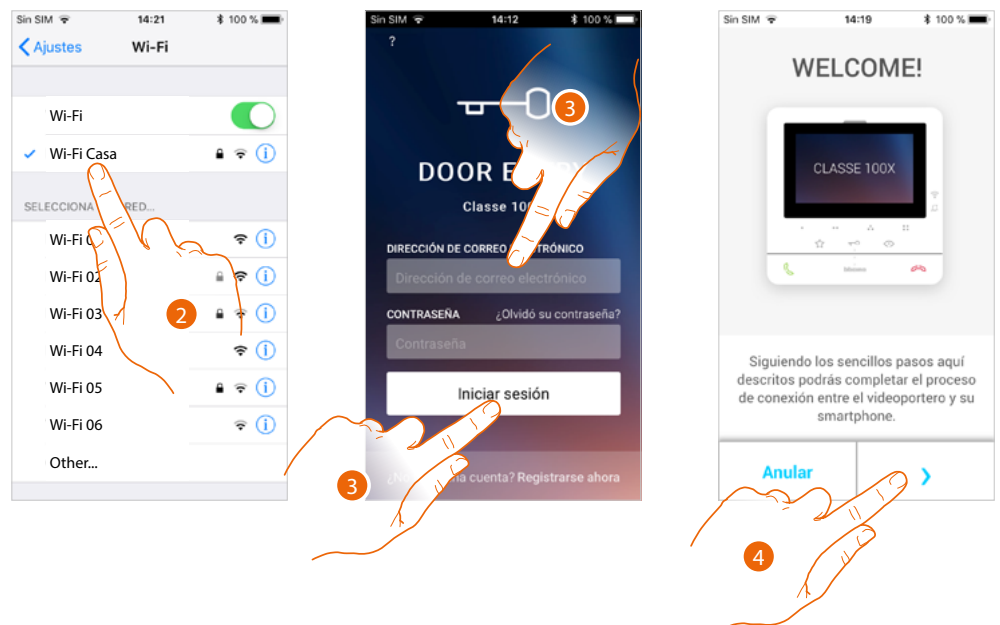 Sin SIM 14:21 100 %
Ajustes Wi-Fi
Wi-Fi
Wi-Fi Casa
SELECCIONA RED...
Wi-Fi
Wi-Fi 02
Wi-Fi 03
Wi-Fi 04
Wi-Fi 05
Wi-Fi 06
Other...
2
Sin SIM 14:12 100 %
?
3
DOOR
Classe
DIRECCIÓN DE CORREO
Dirección de correo electrónico
CONTRASEÑA ¿Olvidó su contraseña?
Contraseña
Iniciar sesión
3
cuenta? Registrarse ahora
Sin SIM 14:19 100 %
WELCOME!
CLASSE 100X
Siguiendo los sencillos pasos aquí
descritos podrás completar el proceso
de conexión entre el videoportero y su
smartphone.
Anular
4